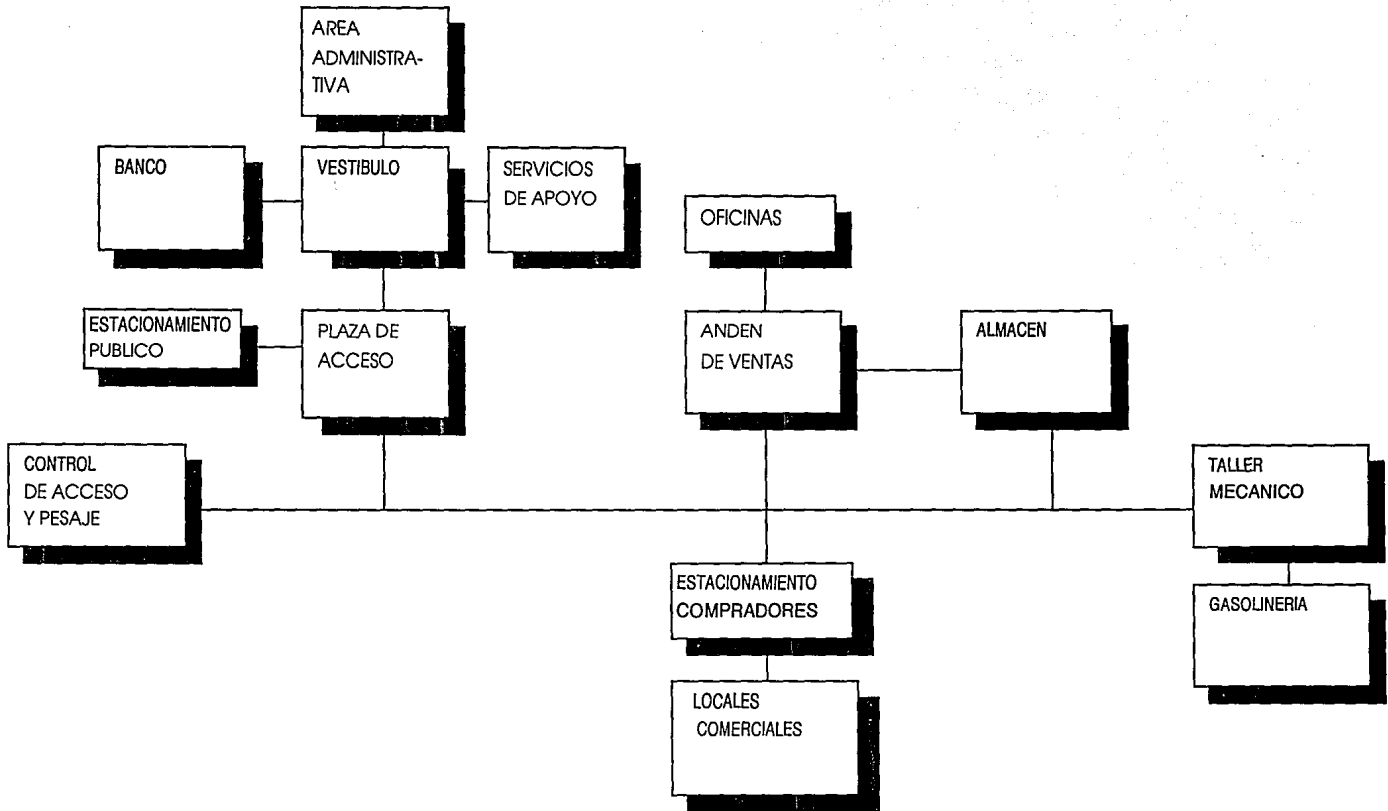 AREA
ADMINISTRA-
TIVA
BANCO
VESTIBULO
SERVICIOS
DE APOYO
OFICINAS
ESTACIONAMIENTO
PUBLICO
PLAZA DE
ACCESO
ANDEN
DE VENTAS
ALMACEN
CONTROL
DE ACCESO
Y PESAJE
TALLER
MECANICO
ESTACIONAMIENTO
COMPRADORES
GASOLINERIA
LOCALES
COMERCIALES